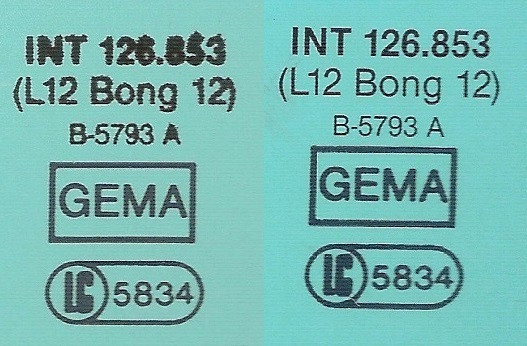 INT 126.853
(L12 Bong 12)
B-5793 A
GEMA
LC 5834
INT 126.853
(L12 Bong 12)
B-5793 A
GEMA
LC 5834